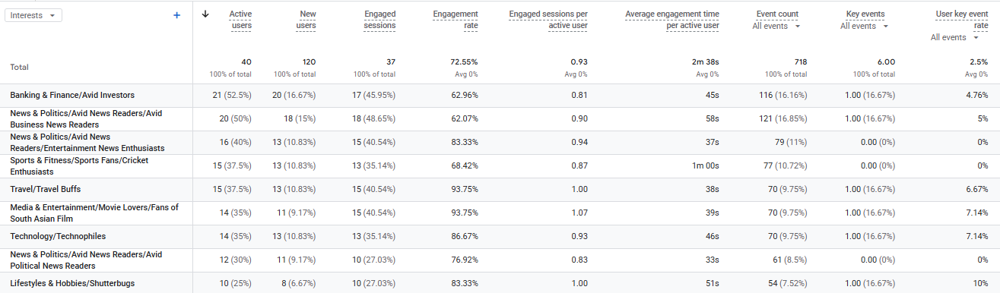 Interests
+
Active users
New users
Engaged sessions
Engagement rate
Engaged sessions per active user
Average engagement time per active user
Event count All events
Key events All events
User key event rate All events
Total 40 120 37 72.55% 0.93 2m 38s 718 6.00 2.5%
100% of total 100% of total 100% of total Avg 0% Avg 0% Avg 0% 100% of total 100% of total Avg 0%
Banking & Finance/Avid Investors 21 (52.5%) 20 (16.67%) 17 (45.95%) 62.96% 0.81 45s 116 (16.16%) 1.00 (16.67%) 4.76%
News & Politics/Avid News Readers/Avid
Business News Readers 20 (50%) 18 (15%) 18 (48.65%) 62.07% 0.90 58s 121 (16.85%) 1.00 (16.67%) 5%
News & Politics/Avid News
Readers/Entertainment News Enthusiasts 16 (40%) 13 (10.83%) 15 (40.54%) 83.33% 0.94 37s 79 (11%) 0.00 (0%) 0%
Sports & Fitness/Sports Fans/Cricket
Enthusiasts 15 (37.5%) 13 (10.83%) 13 (35.14%) 68.42% 0.87 1m 00s 77 (10.72%) 0.00 (0%) 0%
Travel/Travel Buffs 15 (37.5%) 13 (10.83%) 15 (40.54%) 93.75% 1.00 38s 70 (9.75%) 1.00 (16.67%) 6.67%
Media & Entertainment/Movie Lovers/Fans of
South Asian Film 14 (35%) 11 (9.17%) 15 (40.54%) 93.75% 1.07 39s 70 (9.75%) 1.00 (16.67%) 7.14%
Technology/Technophiles 14 (35%) 13 (10.83%) 13 (35.14%) 86.67% 0.93 46s 70 (9.75%) 1.00 (16.67%) 7.14%
News & Politics/Avid News Readers/Avid
Political News Readers 12 (30%) 11 (9.17%) 10 (27.03%) 76.92% 0.83 33s 61 (8.5%) 0.00 (0%) 0%
Lifestyles & Hobbies/Shutterbugs 10 (25%) 8 (6.67%) 10 (27.03%) 83.33% 1.00 51s 54 (7.52%) 1.00 (16.67%) 10%